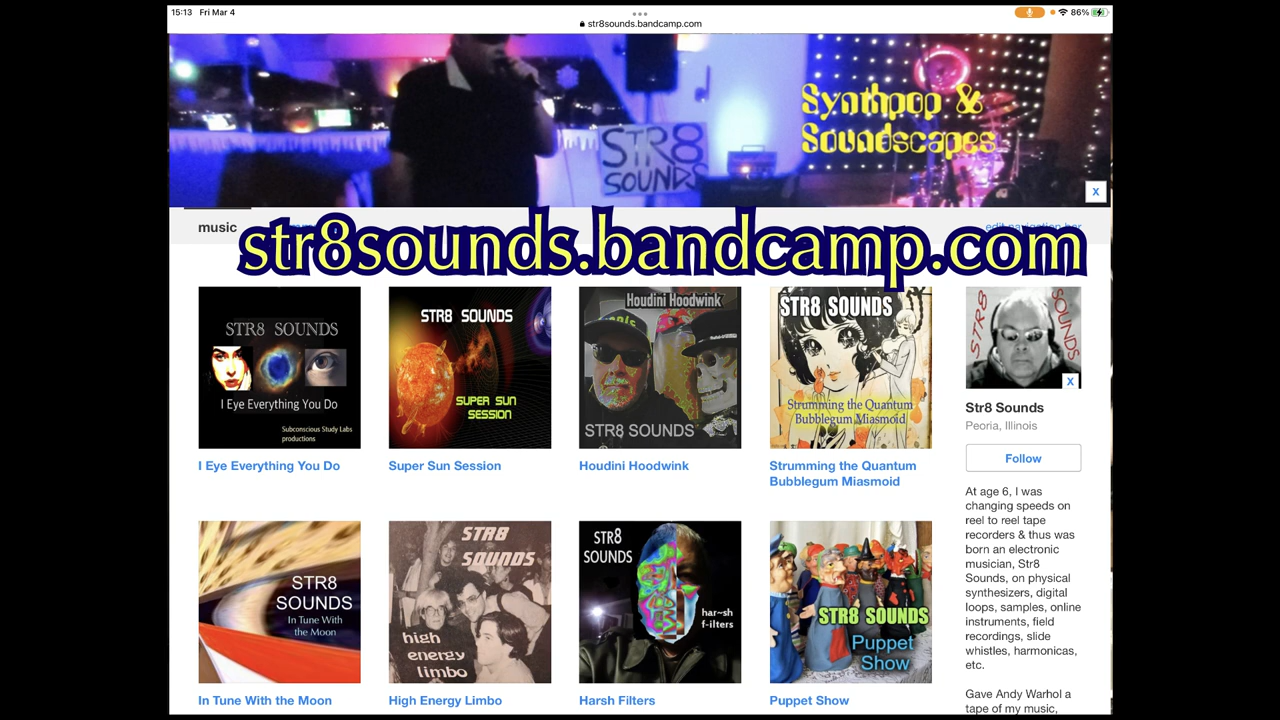 15:13 Fri Mar 4
str8sounds.bandcamp.com
86%
Synthpop &
Soundscapes
STR8
SOUNDS
X
music
edit navigation bar
str8sounds.bandcamp.com
STR8 SOUNDS
I Eye Everything You Do
Subconscious Study Labs
productions
I Eye Everything You Do
STR8 SOUNDS
SUPER SUN
SESSION
Super Sun Session
Houdini Hoodwink
STR8 SOUNDS
Houdini Hoodwink
STR8 SOUNDS
Strumming the Quantum
Bubblegum Miasmoid
Strumming the Quantum
Bubblegum Miasmoid
STR8
SOUNDS
X
Str8 Sounds
Peoria, Illinois
Follow
At age 6, I was
changing speeds on
reel to reel tape
recorders & thus was
born an electronic
musician, Str8
Sounds, on physical
synthesizers, digital
loops, samples, online
instruments, field
recordings, slide
whistles, harmonicas,
etc.
Gave Andy Warhol a
tape of my music,
STR8
SOUNDS
In Tune With
the Moon
In Tune With the Moon
STR8
SOUNDS
high
energy
limbo
High Energy Limbo
STR8
SOUNDS
har~sh
f-ilters
Harsh Filters
STR8 SOUNDS
Puppet
Show
Puppet Show